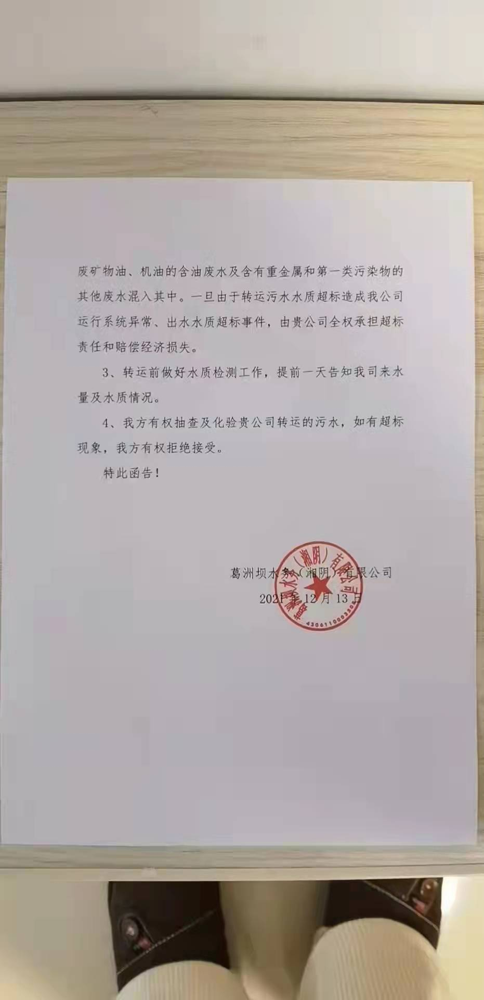 废矿物油、机油的含油废水及含有重金属和第一类污染物的
其他废水混入其中。一旦由于转运污水水质超标造成我公司
运行系统异常、出水水质超标事件，由贵公司全权承担超标
责任和赔偿经济损失。
3、转运前做好水质检测工作，提前一天告知我司来水
量及水质情况。
4、我方有权抽查及化验贵公司转运的污水，如有超标
现象，我方有权拒绝接受。
特此函告！
葛洲坝水务（湘阴）有限公司
2021年12月13日
葛洲坝水务（湘阴）有限公司